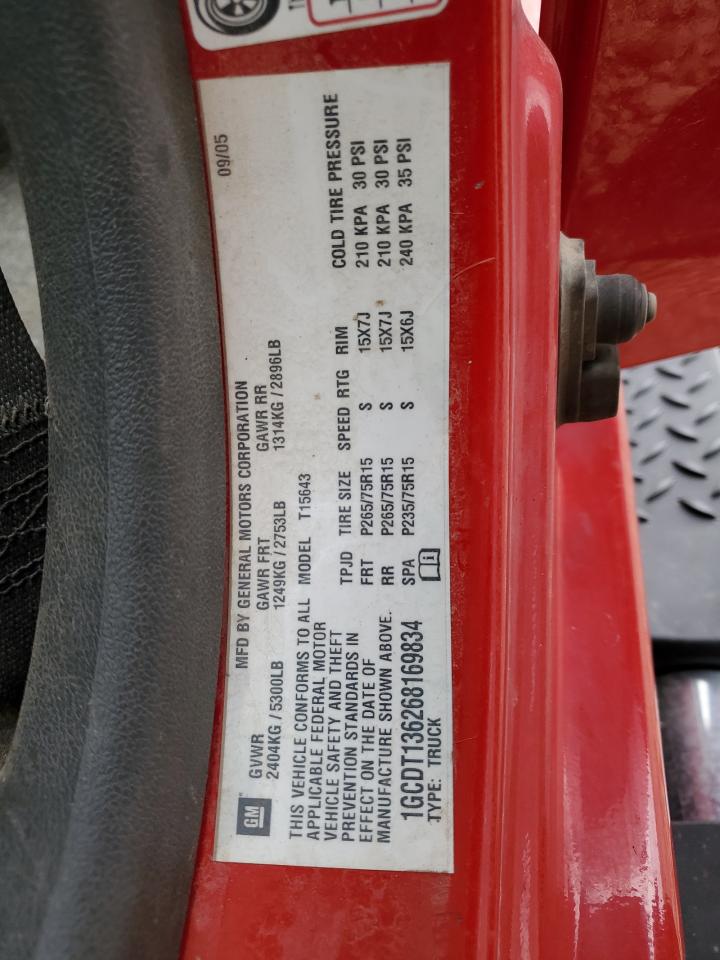 09/05
MFD BY GENERAL MOTORS CORPORATION
GM
GVWR GAWR FRT GAWR RR
2404KG / 5300LB 1249KG / 2753LB 1314KG / 2896LB
THIS VEHICLE CONFORMS TO ALL
APPLICABLE FEDERAL MOTOR
VEHICLE SAFETY AND THEFT
PREVENTION STANDARDS IN
EFFECT ON THE DATE OF
MANUFACTURE SHOWN ABOVE.
1GCDT136268169834
TYPE: TRUCK
MODEL T15643
TPJD TIRE SIZE SPEED RTG RIM COLD TIRE PRESSURE
FRT P265/75R15 S 15X7J 210 KPA 30 PSI
RR P265/75R15 S 15X7J 210 KPA 30 PSI
SPA P235/75R15 S 15X6J 240 KPA 35 PSI